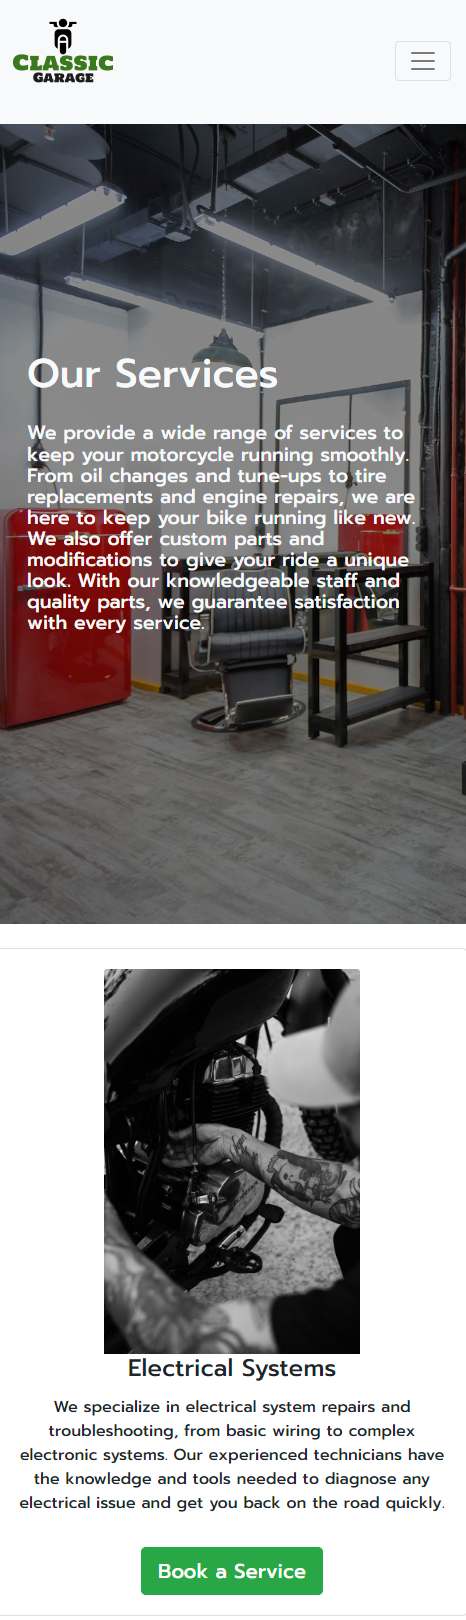 CLASSIC
GARAGE
Our Services
We provide a wide range of services to
keep your motorcycle running smoothly.
From oil changes and tune-ups to tire
replacements and engine repairs, we are
here to keep your bike running like new.
We also offer custom parts and
modifications to give your ride a unique
look. With our knowledgeable staff and
quality parts, we guarantee satisfaction
with every service.
Electrical Systems
We specialize in electrical system repairs and
troubleshooting, from basic wiring to complex
electronic systems. Our experienced technicians have
the knowledge and tools needed to diagnose any
electrical issue and get you back on the road quickly.
Book a Service